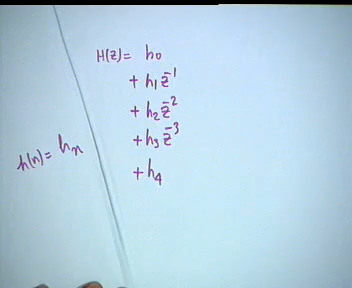 H(z)= h₀
+ h₁ z⁻¹
+ h₂ z⁻²
+ h₃ z⁻³
h(n)= hₙ
+ h₄